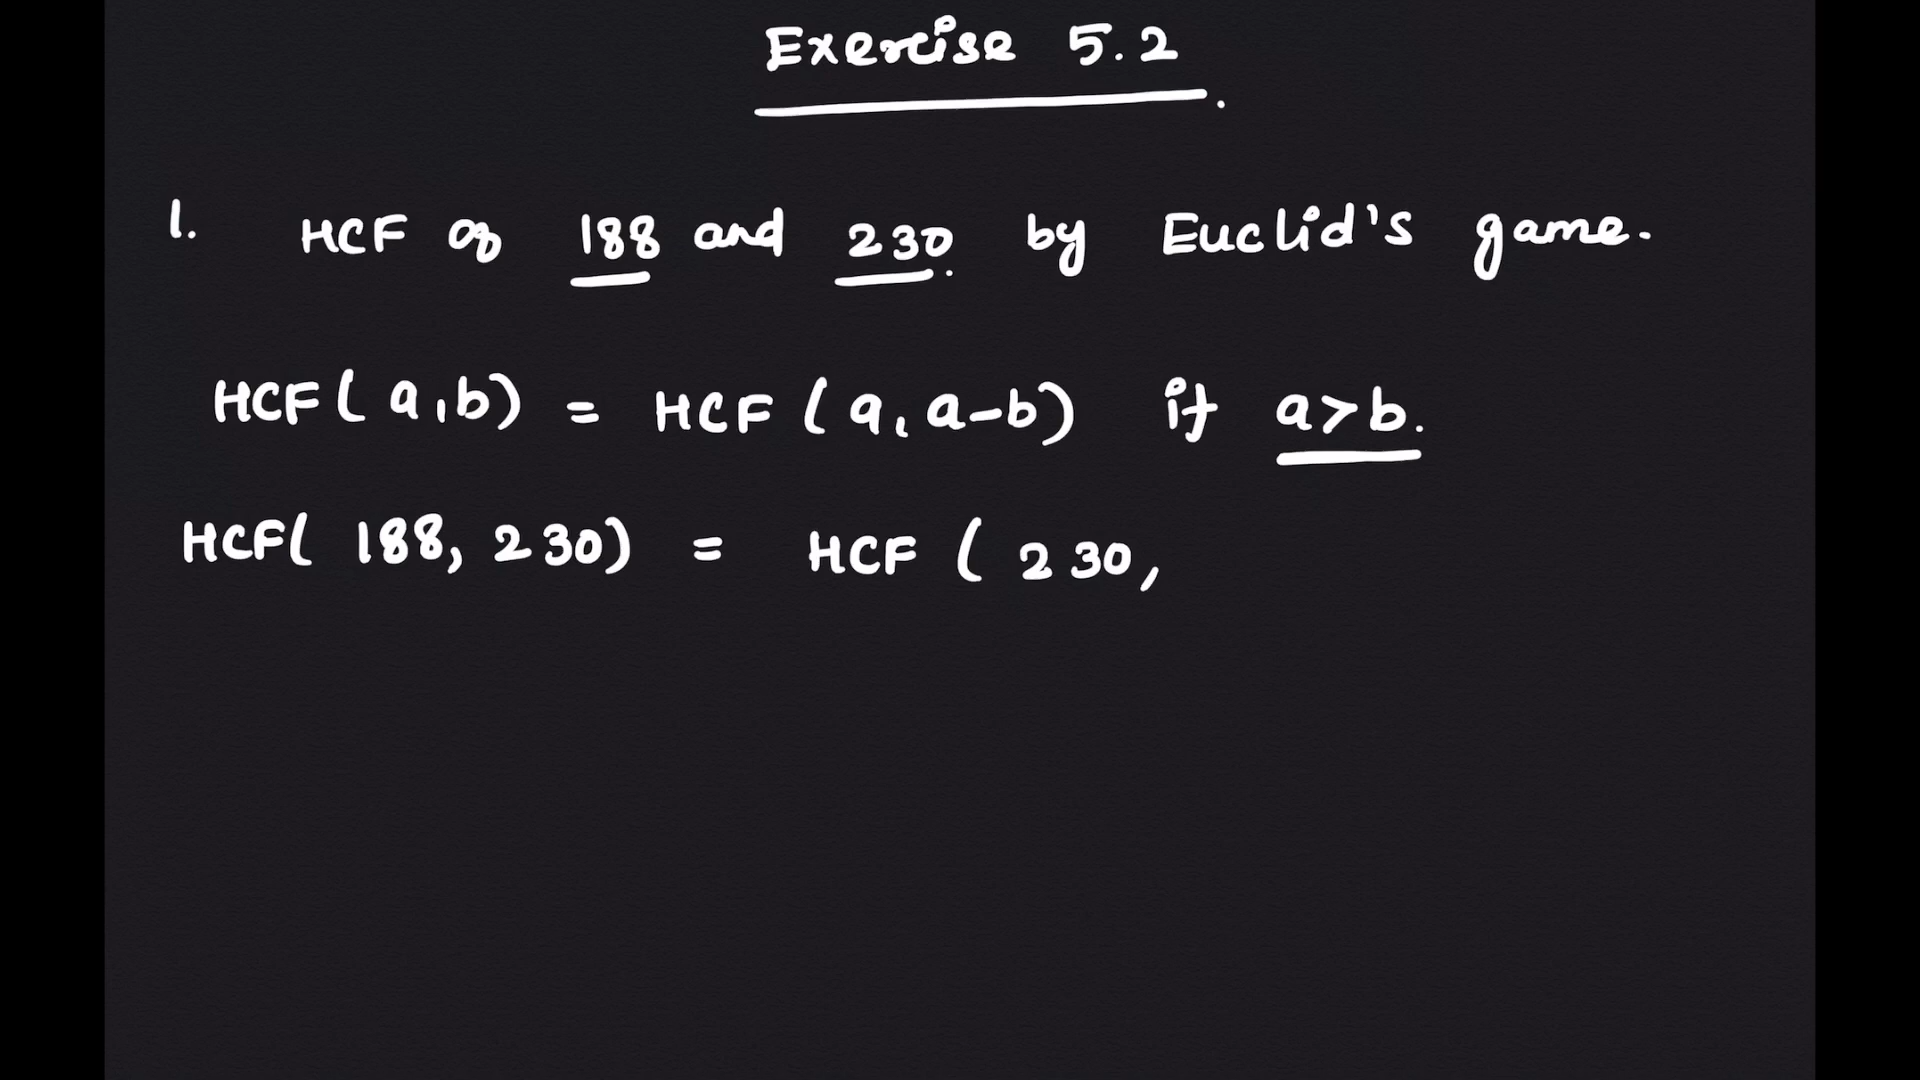 Exercise 5.2
1. HCF of 188 and 230 by Euclid's game.
HCF(a,b) = HCF(a,a-b) if a>b.
HCF(188, 230) = HCF (230,